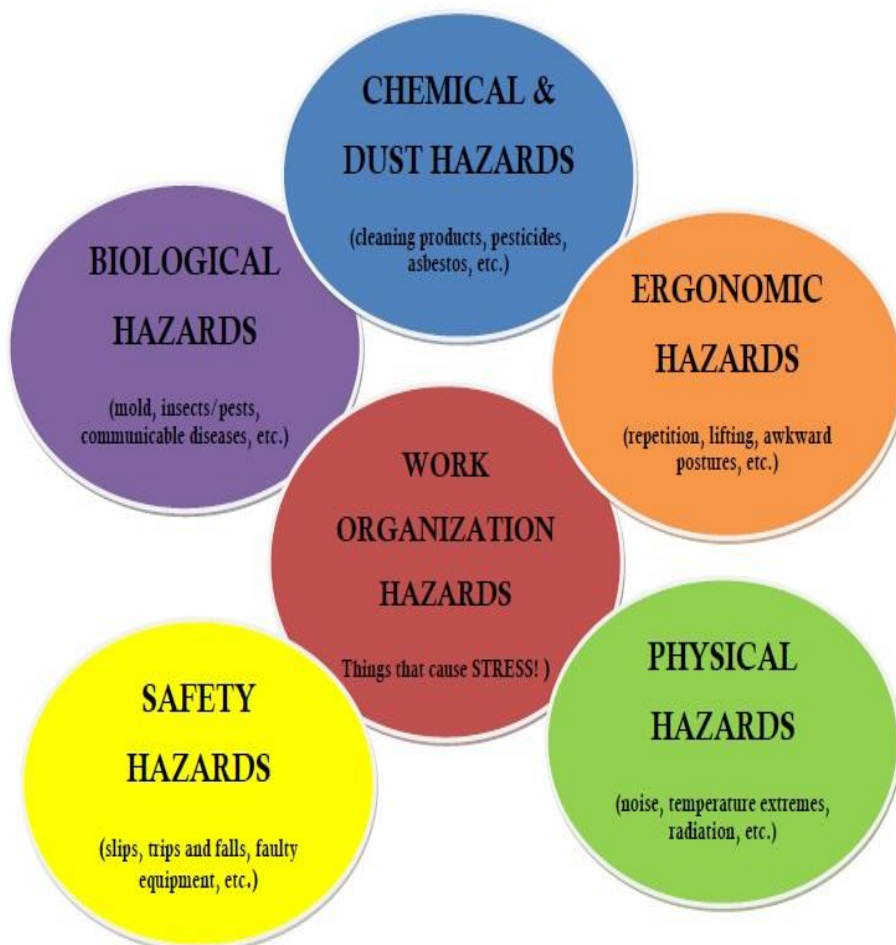 CHEMICAL &
DUST HAZARDS
(cleaning products, pesticides,
asbestos, etc.)
BIOLOGICAL
HAZARDS
(mold, insects/pests,
communicable diseases, etc.)
ERGONOMIC
HAZARDS
(repetition, lifting, awkward
postures, etc.)
WORK
ORGANIZATION
HAZARDS
Things that cause STRESS! )
SAFETY
HAZARDS
(slips, trips and falls, faulty
equipment, etc.)
PHYSICAL
HAZARDS
(noise, temperature extremes,
radiation, etc.)